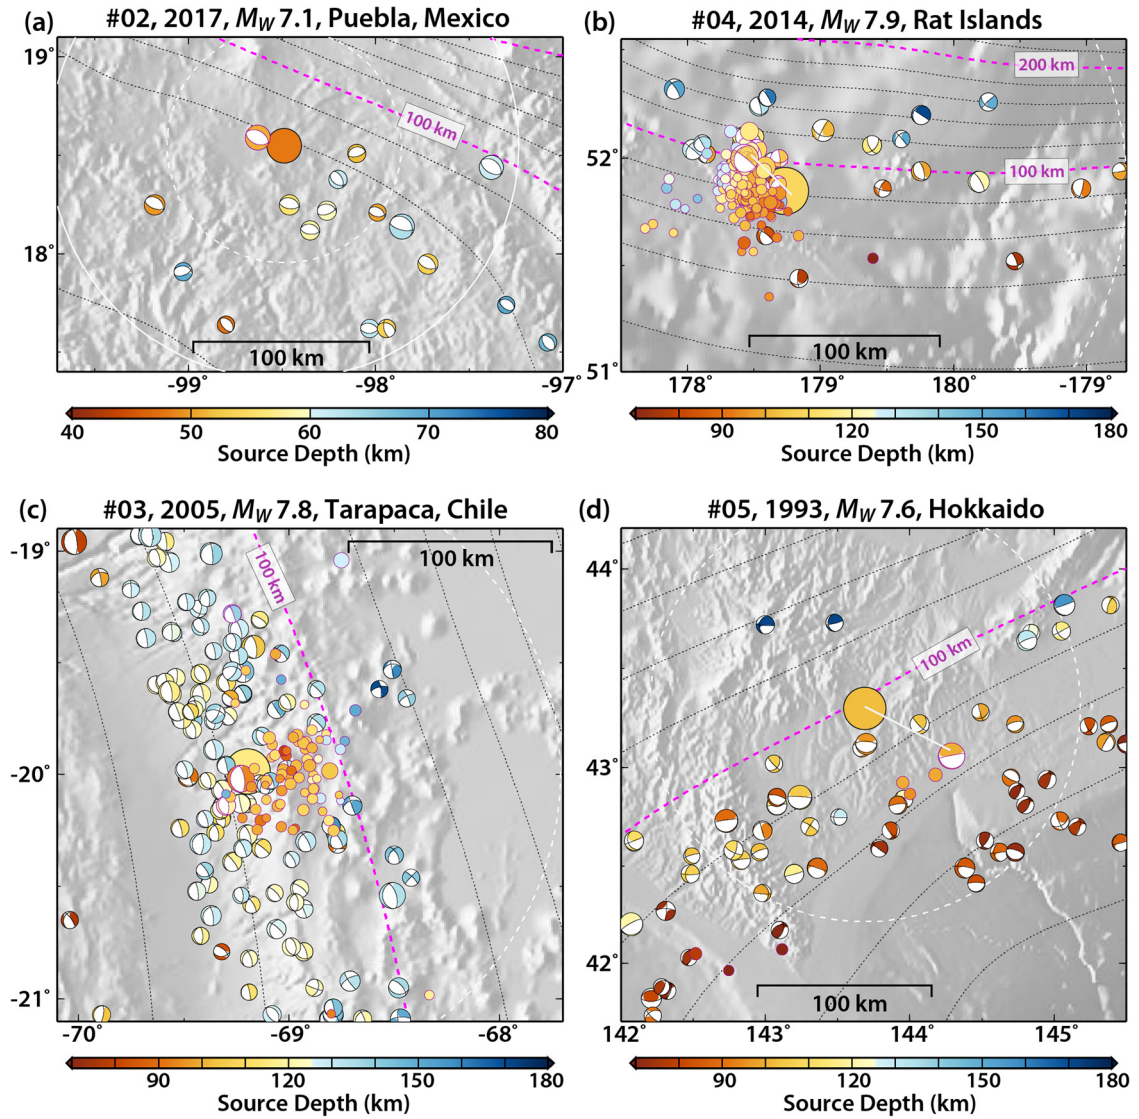 (a) #02, 2017, MW 7.1, Puebla, Mexico
19°
18°
100 km
100 km
-99 -98 -97°
40 50 60 70 80
Source Depth (km)
(b) #04, 2014, MW 7.9, Rat Islands
200 km
52°
100 km
100 km
51°
178° 179° 180° -179°
90 120 150 180
Source Depth (km)
(c) #03, 2005, MW 7.8, Tarapaca, Chile
-19°
100 km
100 km
-20°
-21°
-70 -69° -68°
90 120 150 180
Source Depth (km)
(d) #05, 1993, MW 7.6, Hokkaido
44°
100 km
43°
42°
100 km
142 143° 144° 145°
90 120 150 180
Source Depth (km)